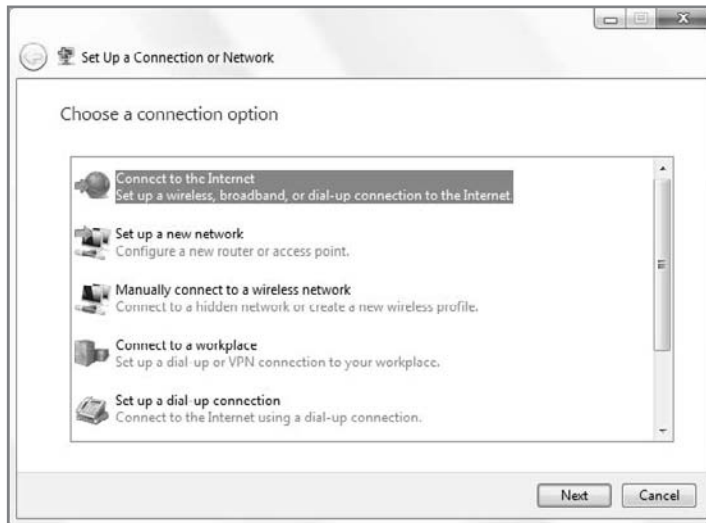 Set Up a Connection or Network
Choose a connection option
Connect to the Internet
Set up a wireless, broadband, or dial-up connection to the Internet.
Set up a new network
Configure a new router or access point.
Manually connect to a wireless network
Connect to a hidden network or create a new wireless profile.
Connect to a workplace
Set up a dial-up or VPN connection to your workplace.
Set up a dial-up connection
Connect to the Internet using a dial-up connection.
Next Cancel